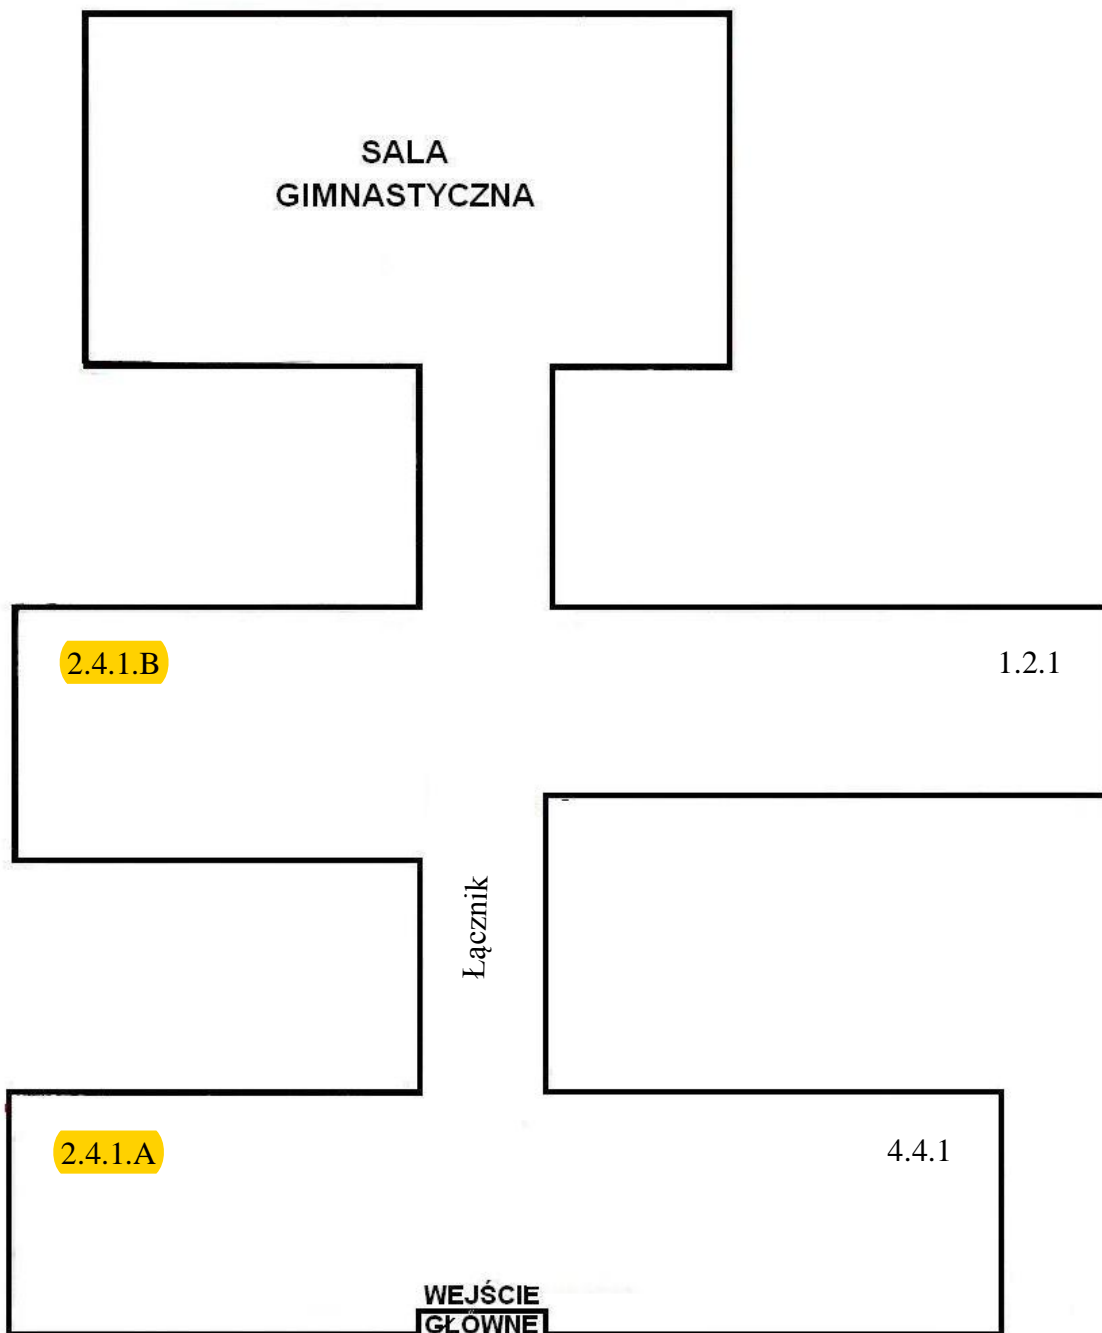 SALA
GIMNASTYCZNA
2.4.1.B
1.2.1
Łącznik
2.4.1.A
4.4.1
WEJŚCIE
GŁÓWNE